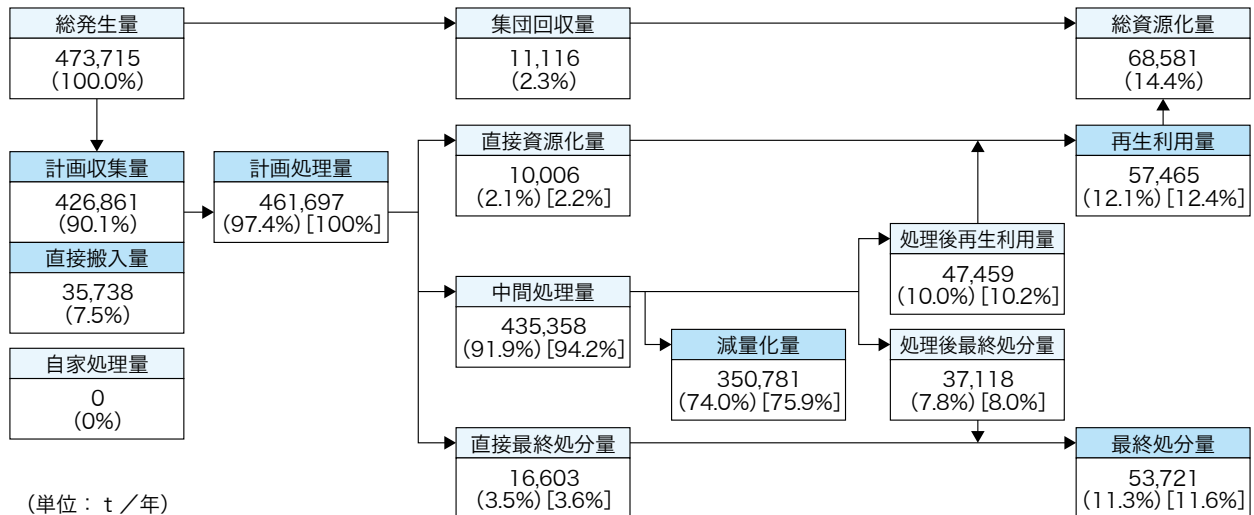 総発生量
473,715
(100.0%)
集団回収量
11,116
(2.3%)
総資源化量
68,581
(14.4%)
計画収集量
426,861
(90.1%)
直接搬入量
35,738
(7.5%)
自家処理量
0
(0%)
計画処理量
461,697
(97.4%) [100%]
直接資源化量
10,006
(2.1%) [2.2%]
再生利用量
57,465
(12.1%) [12.4%]
中間処理量
435,358
(91.9%) [94.2%]
処理後再生利用量
47,459
(10.0%) [10.2%]
減量化量
350,781
(74.0%) [75.9%]
処理後最終処分量
37,118
(7.8%) [8.0%]
直接最終処分量
16,603
(3.5%) [3.6%]
最終処分量
53,721
(11.3%) [11.6%]
（単位：ｔ／年）